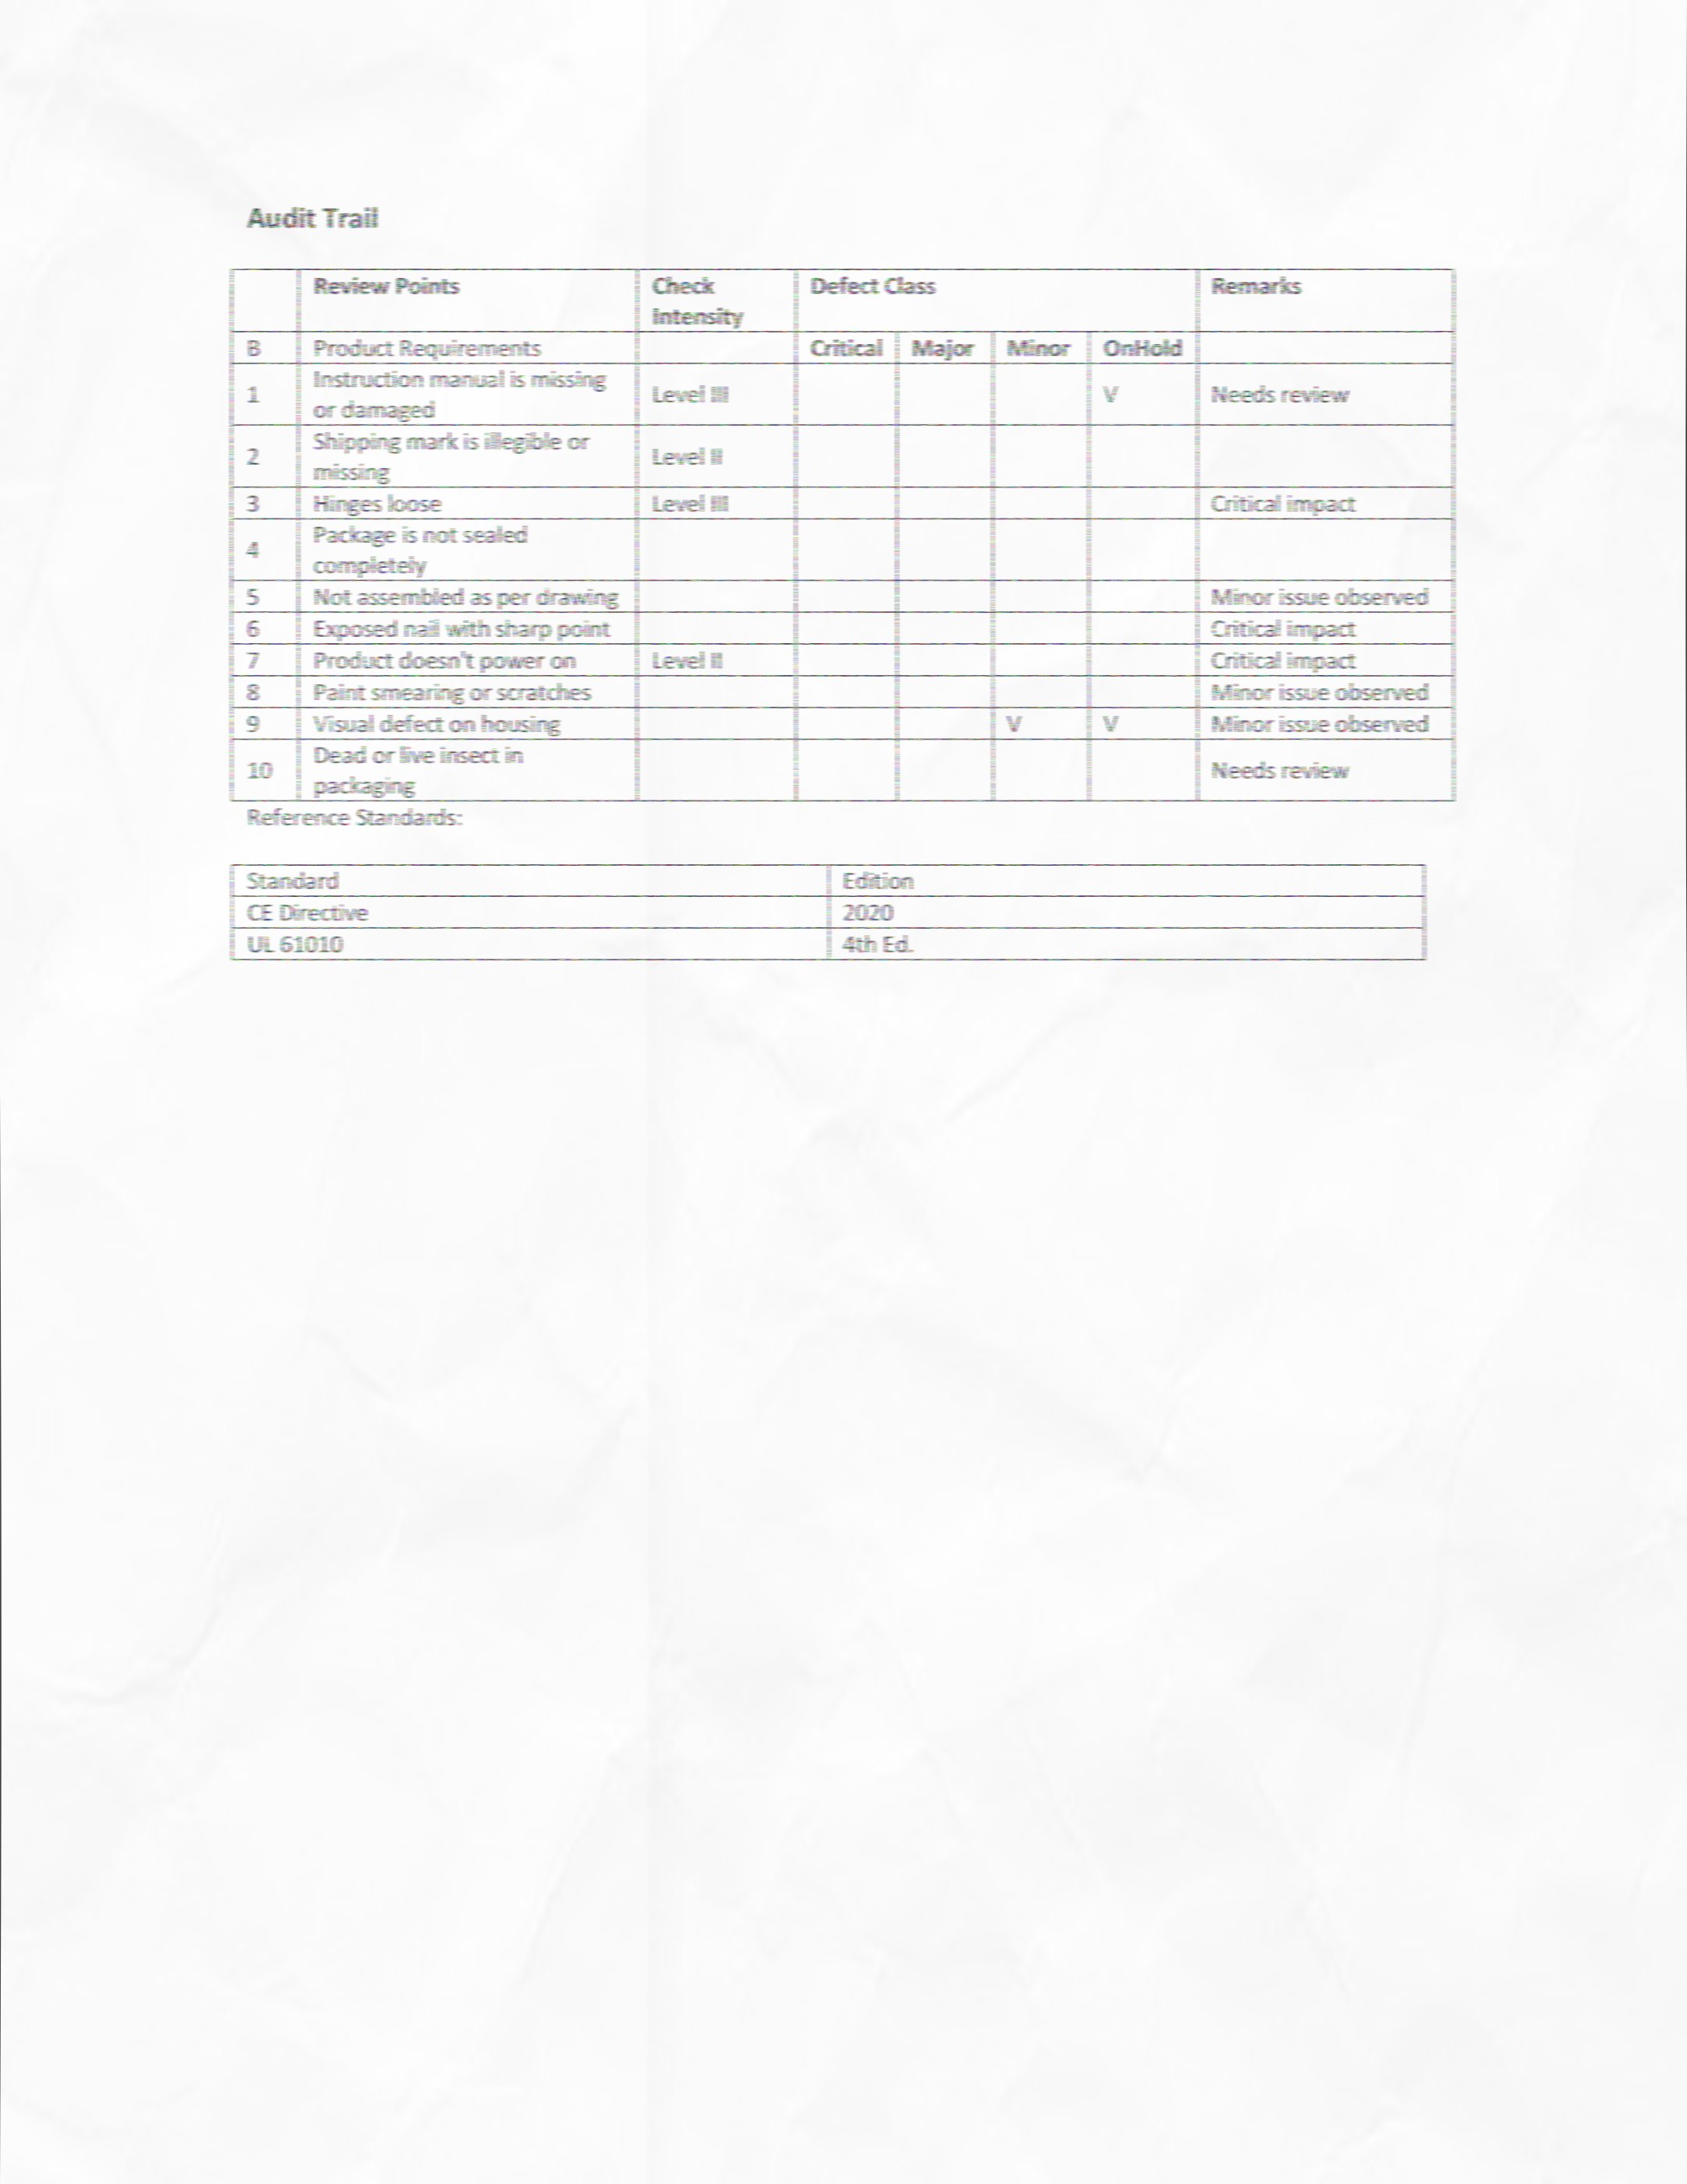 Audit Trail
Review Points Check Defect Class Remarks
intensity
B Product Requirements Critical Major Minor OnHold
Instruction manual is missing
1 Level III V Needs review
or damaged
Shipping mark is illegible or
2 Level II
missing
3 Hinges loose Level III Critical impact
Package is not sealed
4
completely
5 Not assembled as per drawing Minor issue observed
6 Exposed nail with sharp point Critical impact
7 Product doesn't power on Level II Critical impact
8 Paint smearing or scratches Minor issue observed
9 Visual defect on housing V V Minor issue observed
Dead or live insect in
10 Needs review
packaging
Reference Standards:
Standard Edition
CE Directive 2020
UL 61010 4th Ed.